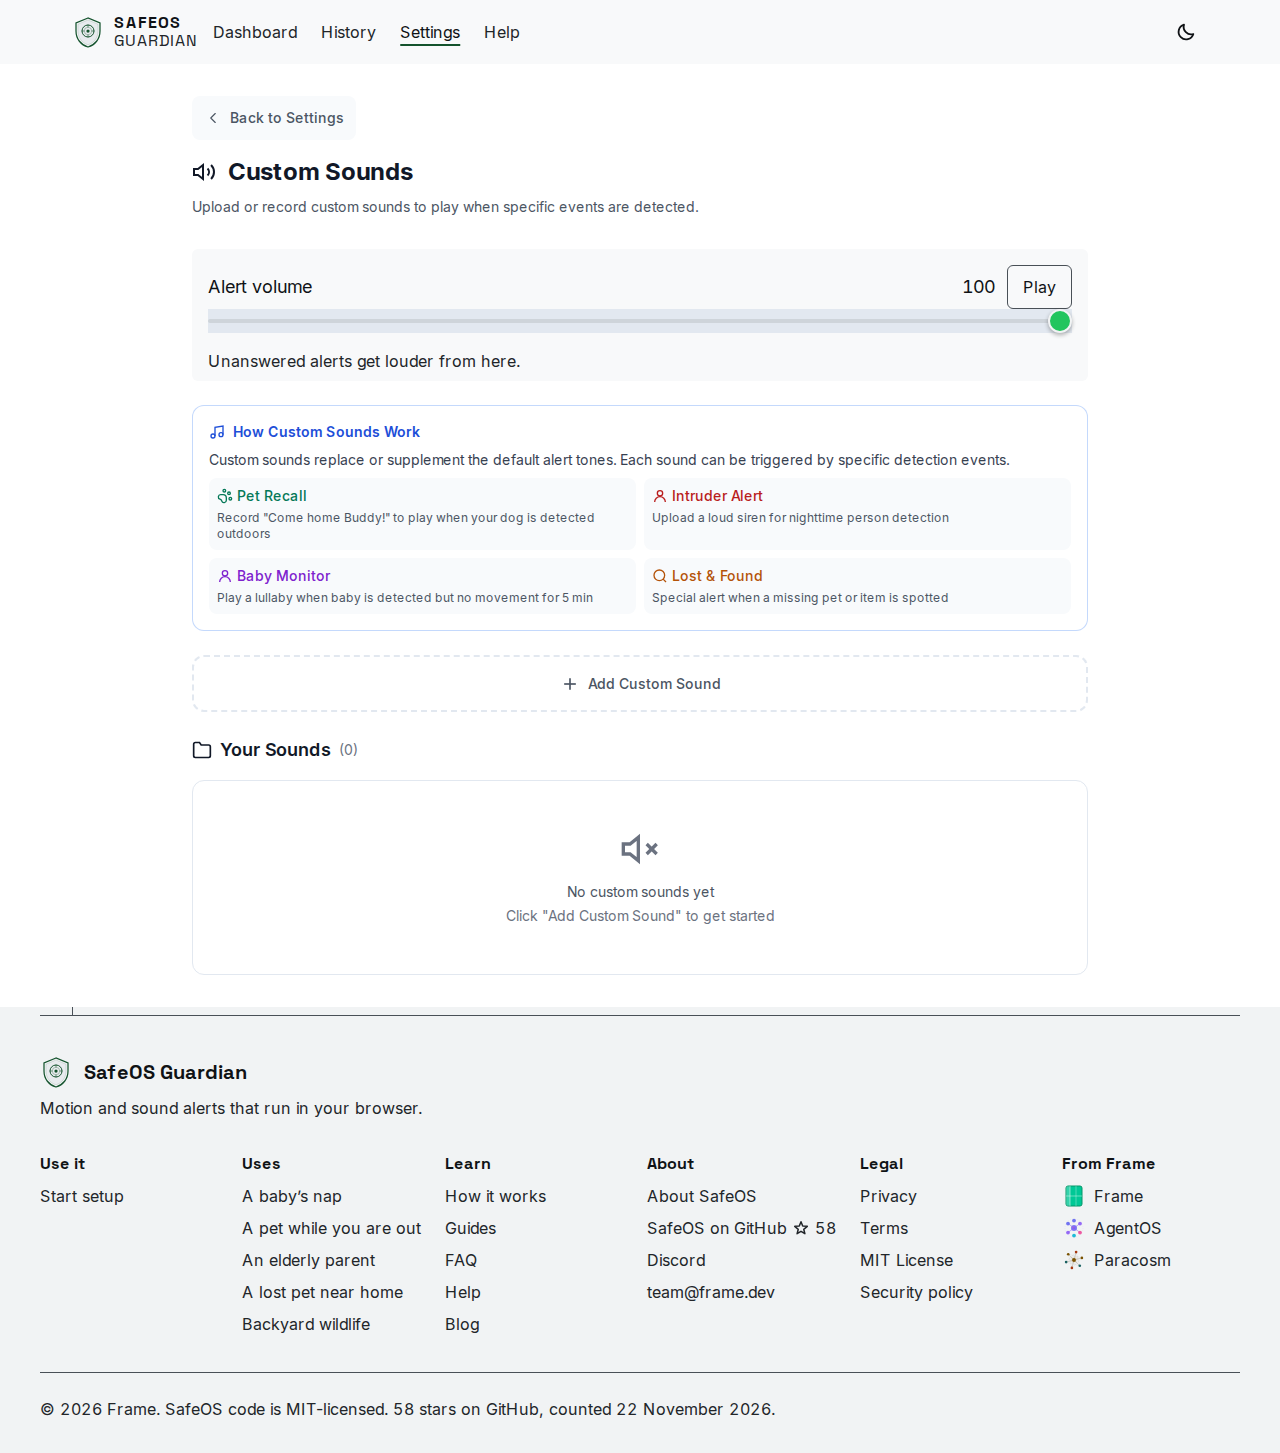 SAFEOS
GUARDIAN
Dashboard
History
Settings
Help
Back to Settings
Custom Sounds
Upload or record custom sounds to play when specific events are detected.
Alert volume
100
Play
Unanswered alerts get louder from here.
How Custom Sounds Work
Custom sounds replace or supplement the default alert tones. Each sound can be triggered by specific detection events.
Pet Recall
Record "Come home Buddy!" to play when your dog is detected
outdoors
Intruder Alert
Upload a loud siren for nighttime person detection
Baby Monitor
Play a lullaby when baby is detected but no movement for 5 min
Lost & Found
Special alert when a missing pet or item is spotted
Add Custom Sound
Your Sounds (0)
No custom sounds yet
Click "Add Custom Sound" to get started
SafeOS Guardian
Motion and sound alerts that run in your browser.
Use it
Start setup
Uses
A baby’s nap
A pet while you are out
An elderly parent
A lost pet near home
Backyard wildlife
Learn
How it works
Guides
FAQ
Help
Blog
About
About SafeOS
SafeOS on GitHub ☆ 58
Discord
team@frame.dev
Legal
Privacy
Terms
MIT License
Security policy
From Frame
Frame
AgentOS
Paracosm
© 2026 Frame. SafeOS code is MIT-licensed. 58 stars on GitHub, counted 22 November 2026.